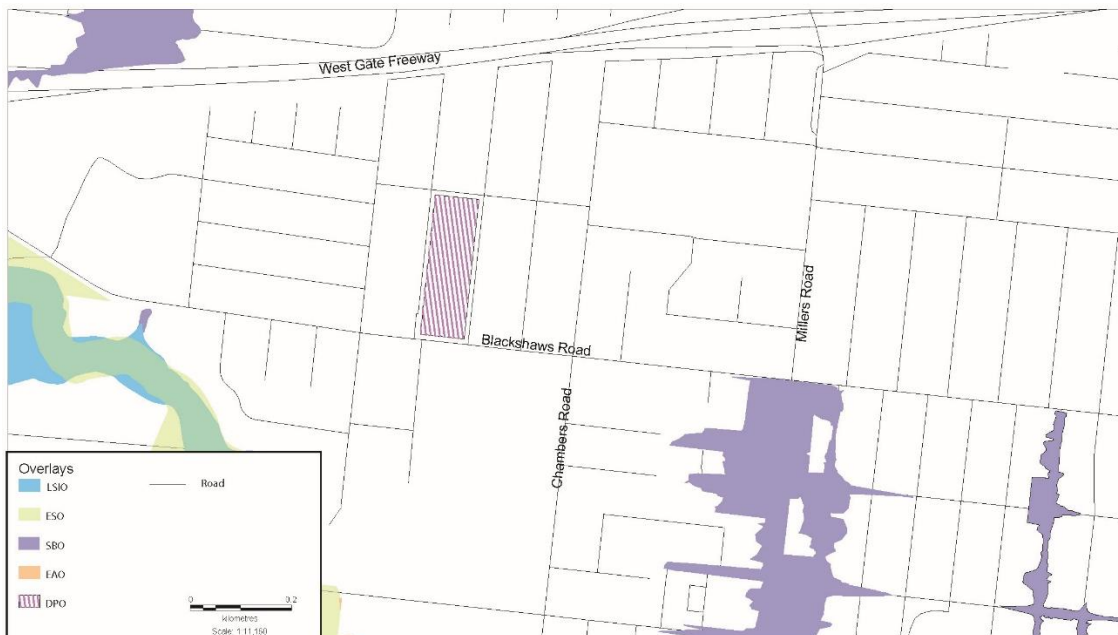 West Gate Freeway
Millers Road
Blackshaws Road
Chambers Road
Overlays
LSIO
Road
ESO
SBO
EAO
DPO
0 0.2
kilometres
Scale: 1:11,160